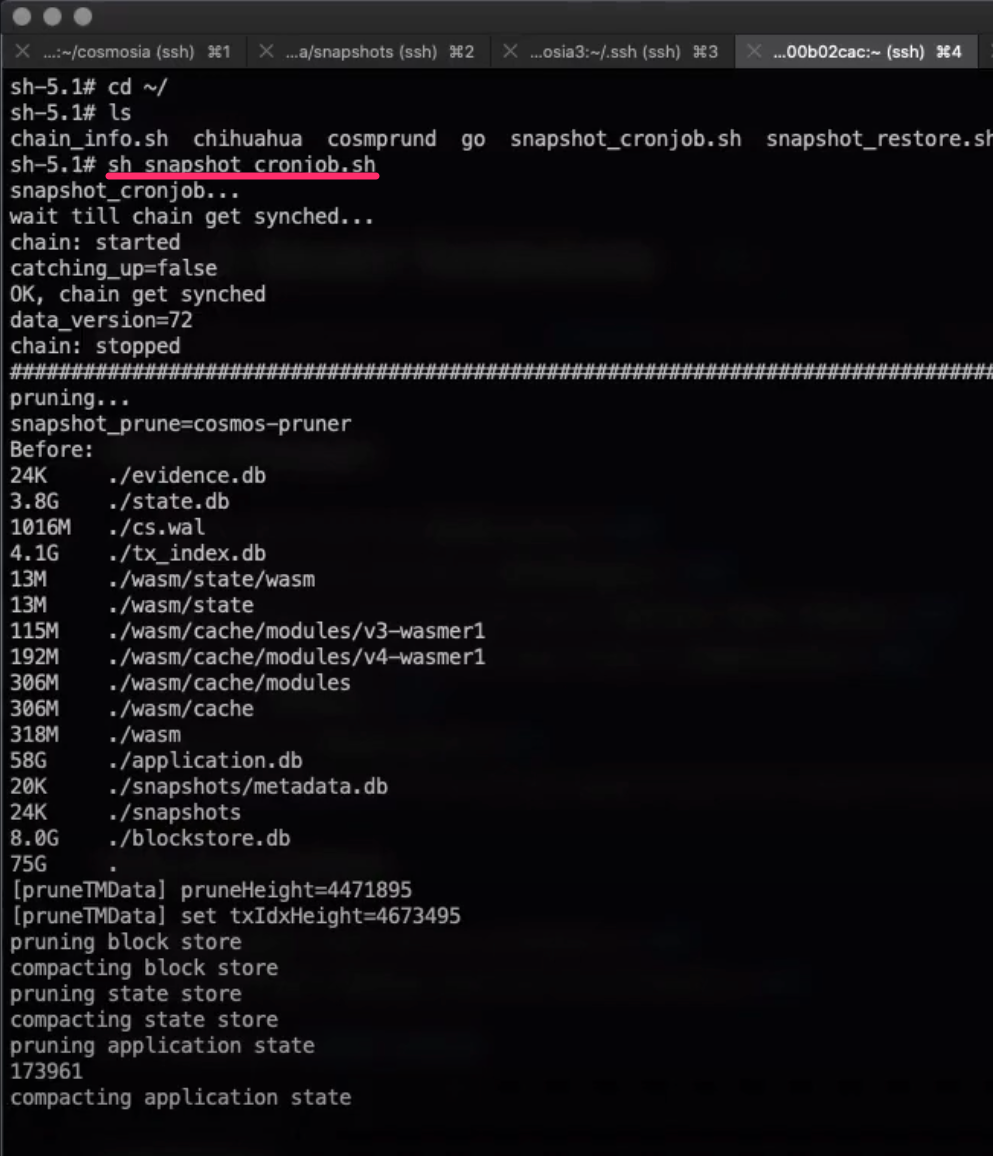 ...:~/cosmosia (ssh) ⌘1 ...a/snapshots (ssh) ⌘2 ...osia3:~/.ssh (ssh) ⌘3 ...00b02cac:~ (ssh) ⌘4
sh-5.1# cd ~/
sh-5.1# ls
chain_info.sh  chihuahua  cosmprund  go  snapshot_cronjob.sh  snapshot_restore.sh
sh-5.1# sh snapshot_cronjob.sh
snapshot_cronjob...
wait till chain get synched...
chain: started
catching_up=false
OK, chain get synched
data_version=72
chain: stopped
################################################################################
pruning...
snapshot_prune=cosmos-pruner
Before:
24K     ./evidence.db
3.8G    ./state.db
1016M   ./cs.wal
4.1G    ./tx_index.db
13M     ./wasm/state/wasm
13M     ./wasm/state
115M    ./wasm/cache/modules/v3-wasmer1
192M    ./wasm/cache/modules/v4-wasmer1
306M    ./wasm/cache/modules
306M    ./wasm/cache
318M    ./wasm
58G     ./application.db
20K     ./snapshots/metadata.db
24K     ./snapshots
8.0G    ./blockstore.db
75G     .
[pruneTMData] pruneHeight=4471895
[pruneTMData] set txIdxHeight=4673495
pruning block store
compacting block store
pruning state store
compacting state store
pruning application state
173961
compacting application state